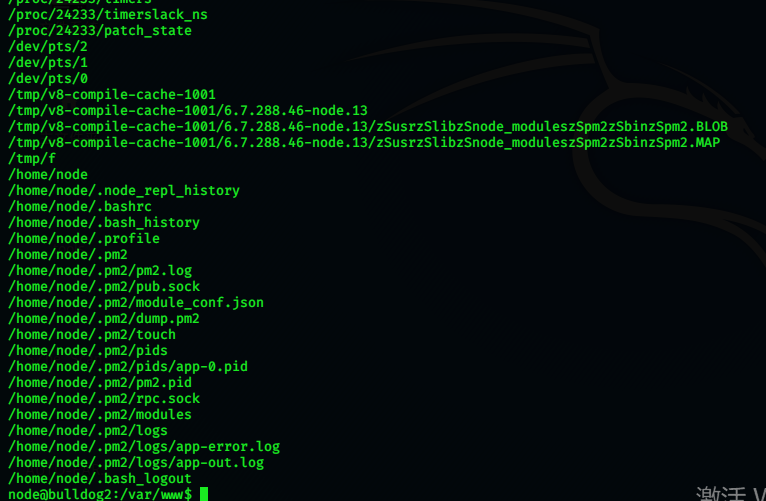 /proc/24233/timers
/proc/24233/timerslack_ns
/proc/24233/patch_state
/dev/pts/2
/dev/pts/1
/dev/pts/0
/tmp/v8-compile-cache-1001
/tmp/v8-compile-cache-1001/6.7.288.46-node.13
/tmp/v8-compile-cache-1001/6.7.288.46-node.13/zSusrzSlibzSnode_moduleszSpm2zSbinzSpm2.BLOB
/tmp/v8-compile-cache-1001/6.7.288.46-node.13/zSusrzSlibzSnode_moduleszSpm2zSbinzSpm2.MAP
/tmp/f
/home/node
/home/node/.node_repl_history
/home/node/.bashrc
/home/node/.bash_history
/home/node/.profile
/home/node/.pm2
/home/node/.pm2/pm2.log
/home/node/.pm2/pub.sock
/home/node/.pm2/module_conf.json
/home/node/.pm2/dump.pm2
/home/node/.pm2/touch
/home/node/.pm2/pids
/home/node/.pm2/pids/app-0.pid
/home/node/.pm2/pm2.pid
/home/node/.pm2/rpc.sock
/home/node/.pm2/modules
/home/node/.pm2/logs
/home/node/.pm2/logs/app-error.log
/home/node/.pm2/logs/app-out.log
/home/node/.bash_logout
node@bulldog2:/var/www$
激活 W